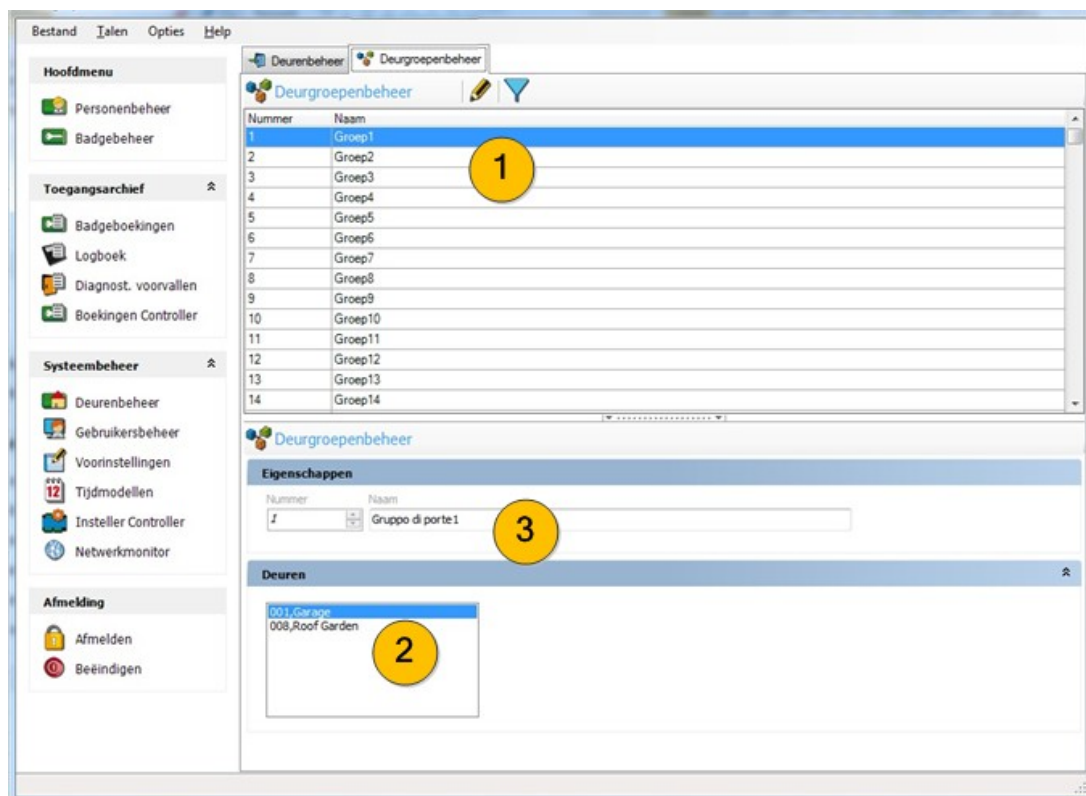 Bestand Talen Opties Help
Hoofdmenu
Personenbeheer
Badgebeheer
Toegangsarchief
Badgeboekingen
Logboek
Diagnost. voorvallen
Boekingen Controller
Systeembeheer
Deurenbeheer
Gebruikersbeheer
Voorinstellingen
Tijdmodellen
Insteller Controller
Netwerkmonitor
Afmelding
Afmelden
Beëindigen
Deurenbeheer Deurgroepenbeheer
Deurgroepenbeheer
Nummer Naam
1 Groep1
2 Groep2
3 Groep3
4 Groep4
5 Groep5
6 Groep6
7 Groep7
8 Groep8
9 Groep9
10 Groep10
11 Groep11
12 Groep12
13 Groep13
14 Groep14
1
Deurgroepenbeheer
Eigenschappen
Nummer Naam
1 Gruppo di porte1
3
Deuren
001,Garage
008,Roof Garden
2